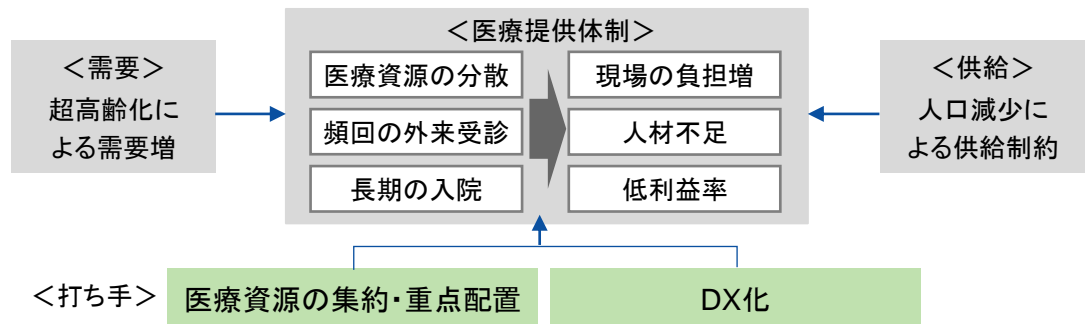 ＜医療提供体制＞
＜需要＞
超高齢化に
よる需要増
医療資源の分散
頻回の外来受診
長期の入院
現場の負担増
人材不足
低利益率
＜供給＞
人口減少に
よる供給制約
＜打ち手＞
医療資源の集約・重点配置
DX化